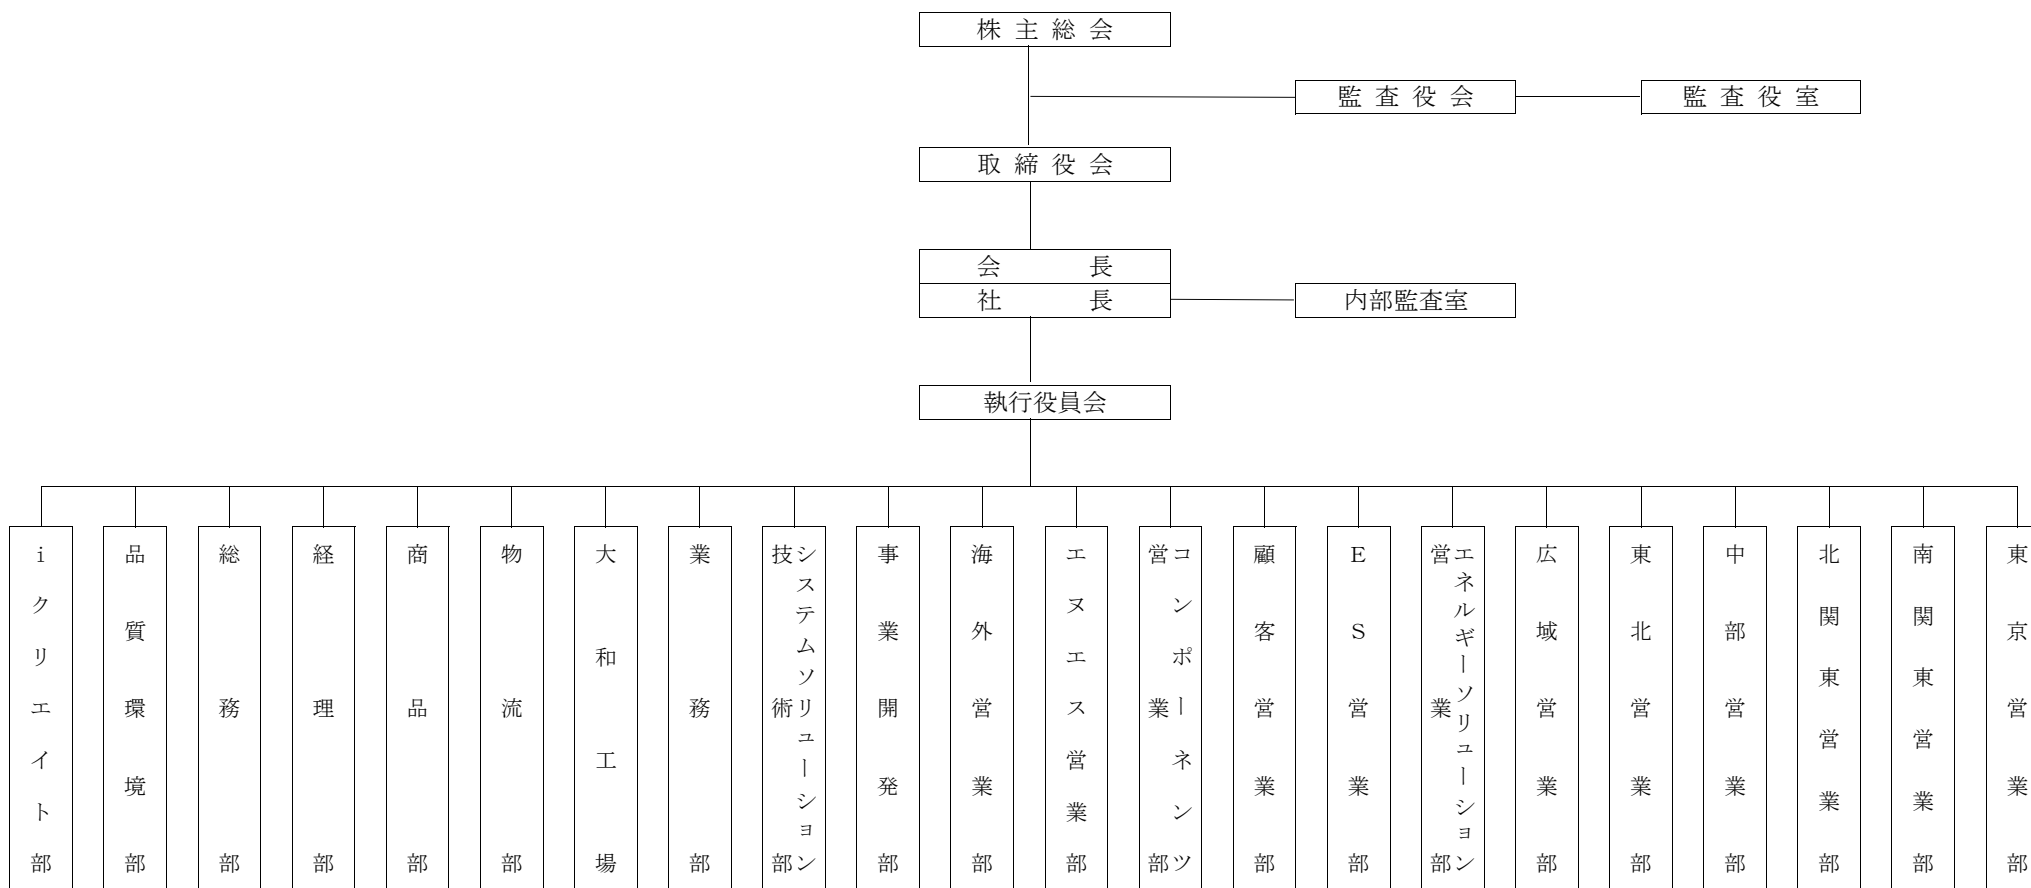 株主総会
監査役会
監査役室
取締役会
会長
社長
内部監査室
執行役員会
iクリエイト部
品質環境部
総務部
経理部
商品部
物流部
大和工場
業務部
システムソリューション
技術部
事業開発部
海外営業部
エヌエス営業部
コンポーネンツ
営業部
顧客営業部
ES営業部
エネルギーソリューション
営業部
広域営業部
東北営業部
中部営業部
北関東営業部
南関東営業部
東京営業部